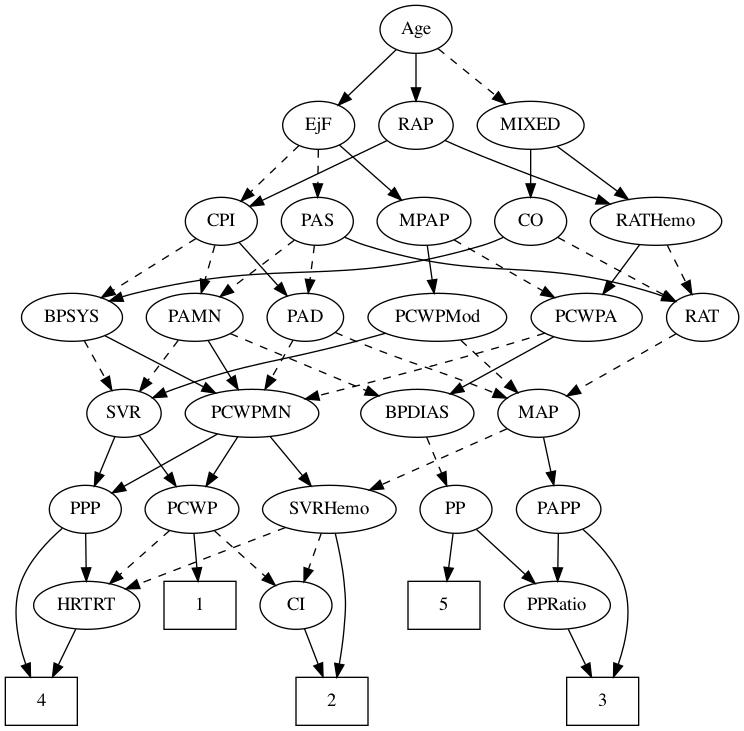 Age
EjF RAP MIXED
CPI PAS MPAP CO RATHemo
BPSYS PAMN PAD PCWPMod PCWPA RAT
SVR PCWPMN BPDIAS MAP
PPP PCWP SVRHemo PP PAPP
HRTRT 1 CI 5 PPRatio
4 2 3